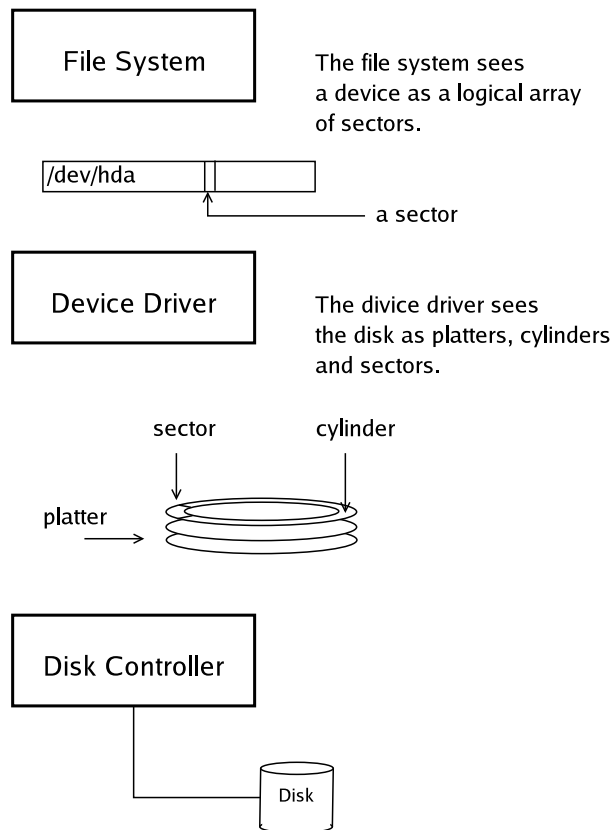 File System
The file system sees
a device as a logical array
of sectors.
/dev/hda
a sector
Device Driver
The divice driver sees
the disk as platters, cylinders
and sectors.
sector
cylinder
platter
Disk Controller
Disk